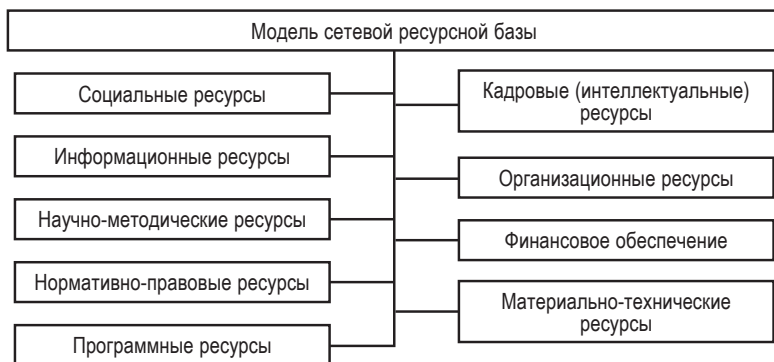 Модель сетевой ресурсной базы
Социальные ресурсы
Информационные ресурсы
Научно-методические ресурсы
Нормативно-правовые ресурсы
Программные ресурсы
Кадровые (интеллектуальные)
ресурсы
Организационные ресурсы
Финансовое обеспечение
Материально-технические
ресурсы